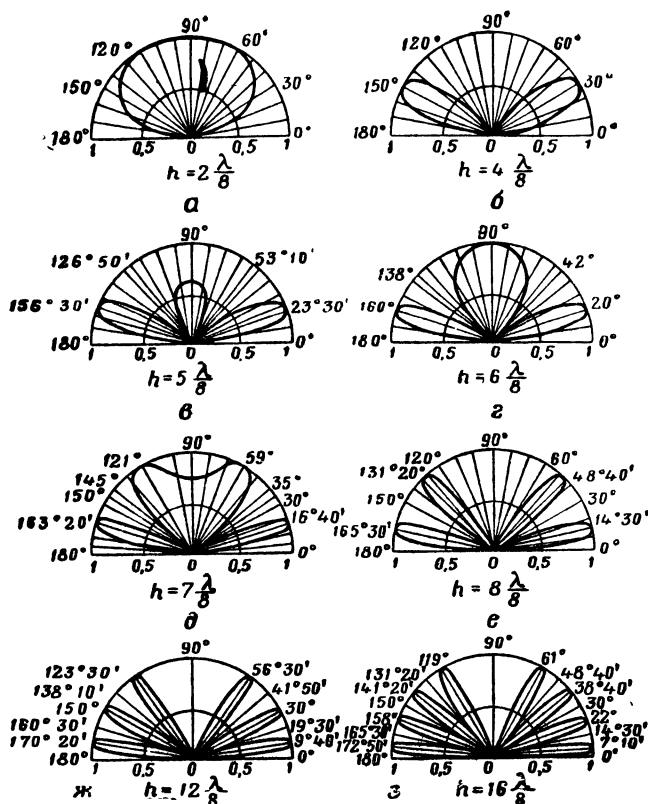 90°
120° 60°
150° 30°
180° 0°
1 0,5 0 0,5 1
h = 2 λ/8
а
90°
120° 60°
150° 30°
180° 0°
1 0,5 0 0,5 1
h = 4 λ/8
б
90°
126°50' 53°10'
156°30' 23°30'
180° 0°
1 0,5 0 0,5 1
h = 5 λ/8
в
90°
138° 42°
160° 20°
180° 0°
1 0,5 0 0,5 1
h = 6 λ/8
г
90°
121° 59°
145° 35°
150° 30°
163°20' 16°40'
180° 0°
1 0,5 0 0,5 1
h = 7 λ/8
д
90°
120° 60°
131°20' 48°40'
150° 30°
165°30' 14°30'
180° 0°
1 0,5 0 0,5 1
h = 8 λ/8
е
90°
123°30' 56°30'
138°10' 41°50'
150° 30°
160°30' 19°30'
170°20' 9°40'
180° 0°
1 0,5 0 0,5 1
ж h = 12 λ/8
90°
119° 61°
131°20' 48°40'
141°20' 38°40'
150° 30°
158° 22°
165°30' 14°30'
172°50' 7°10'
180° 0°
1 0,5 0 0,5 1
з h = 16 λ/8